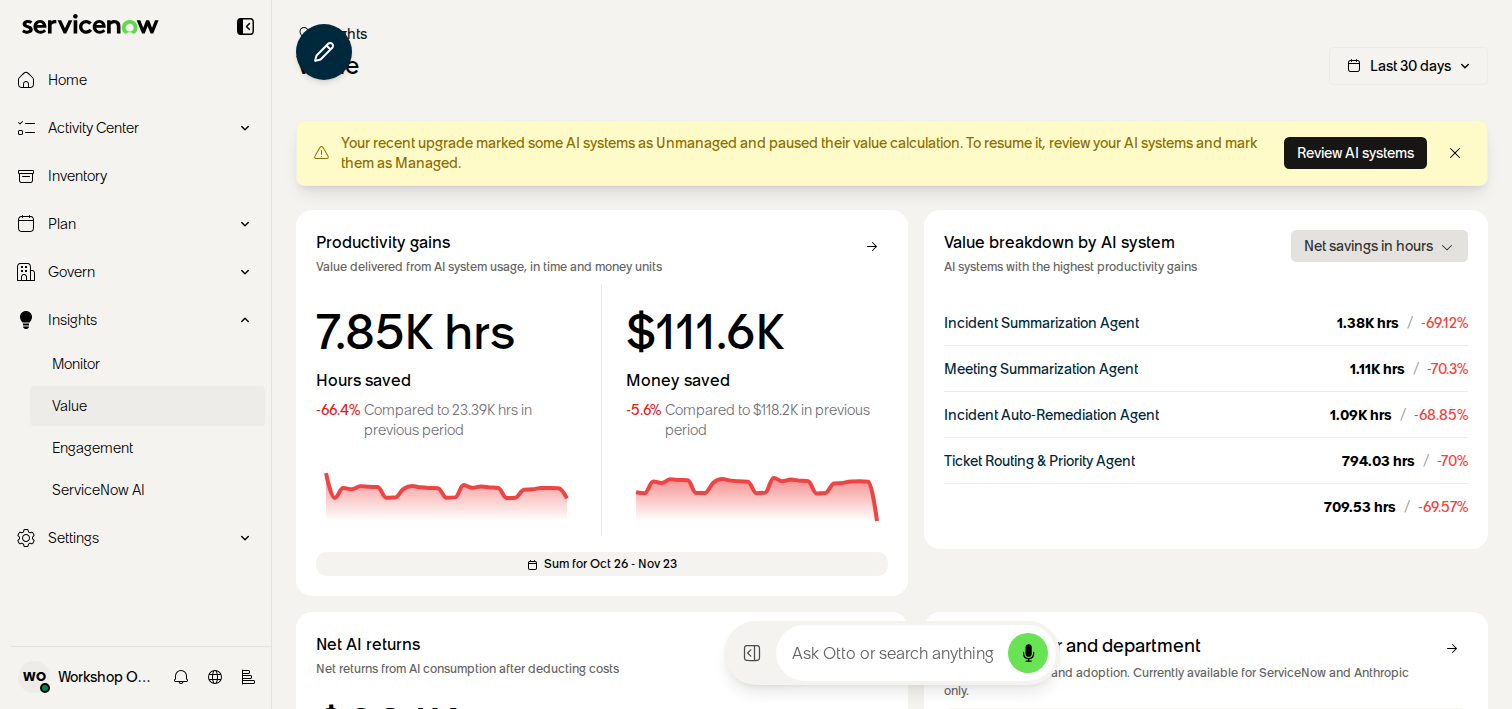 servicenow
Home
Activity Center
Inventory
Plan
Govern
Insights
Monitor
Value
Engagement
ServiceNow AI
Settings
WO
Workshop O...
Last 30 days
Your recent upgrade marked some AI systems as Unmanaged and paused their value calculation. To resume it, review your AI systems and mark
them as Managed.
Review AI systems
Productivity gains
Value delivered from AI system usage, in time and money units
7.85K hrs
Hours saved
-66.4% Compared to 23.39K hrs in
previous period
$111.6K
Money saved
-5.6% Compared to $118.2K in previous
period
Sum for Oct 26 - Nov 23
Value breakdown by AI system
AI systems with the highest productivity gains
Net savings in hours
Incident Summarization Agent 1.38K hrs / -69.12%
Meeting Summarization Agent 1.11K hrs / -70.3%
Incident Auto-Remediation Agent 1.09K hrs / -68.85%
Ticket Routing & Priority Agent 794.03 hrs / -70%
709.53 hrs / -69.57%
Net AI returns
Net returns from AI consumption after deducting costs
Ask Otto or search anything
and department
and adoption. Currently available for ServiceNow and Anthropic
only.